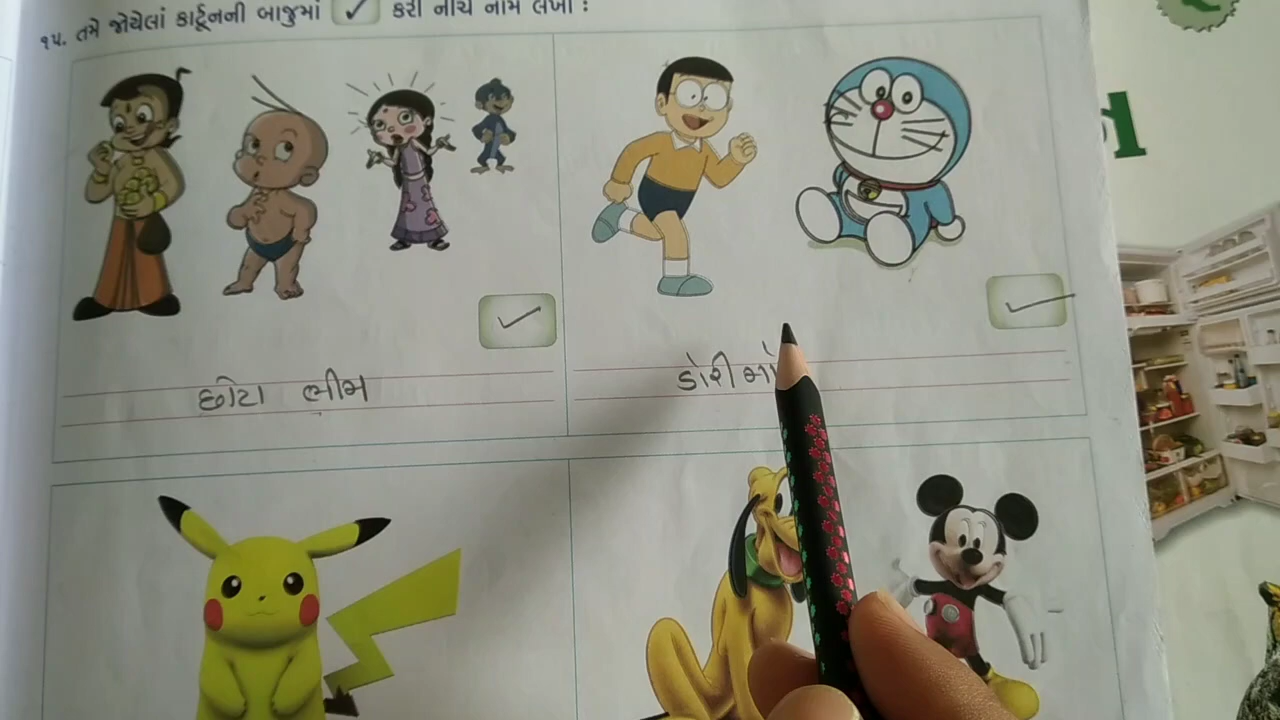 ૧૫. તમે જોયેલાં કાર્ટૂનની બાજુમાં ✓ કરી નીચે નામ લખો :
છોટા ભીમ
ડોરીમો